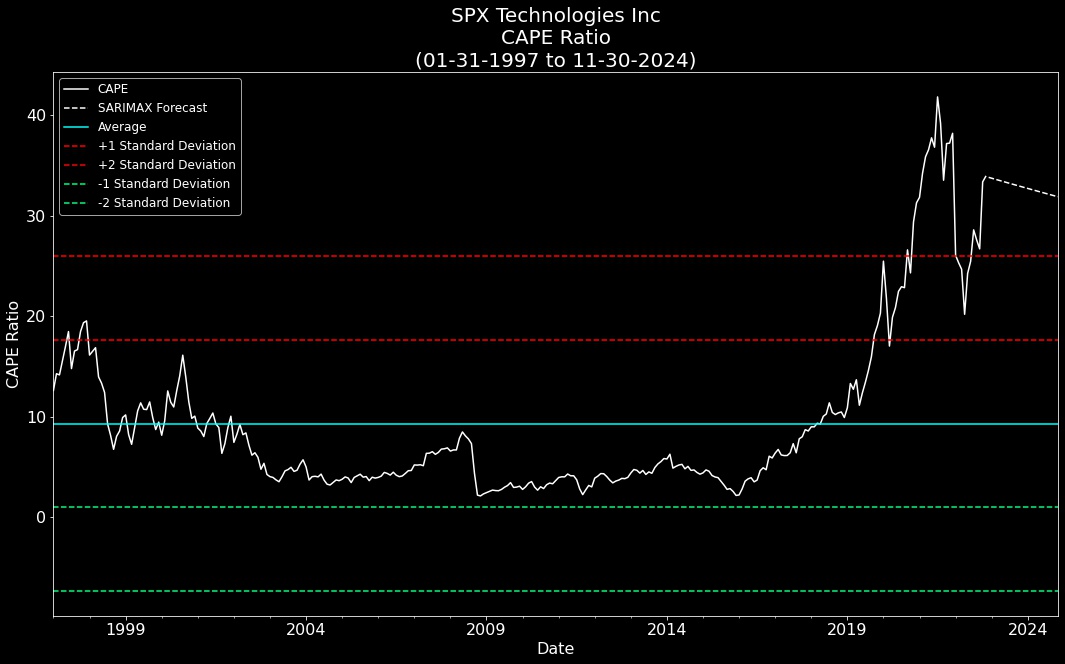 SPX Technologies Inc
CAPE Ratio
(01-31-1997 to 11-30-2024)
CAPE
SARIMAX Forecast
Average
+1 Standard Deviation
+2 Standard Deviation
-1 Standard Deviation
-2 Standard Deviation
CAPE Ratio
40
30
20
10
0
1999
2004
2009
2014
2019
2024
Date